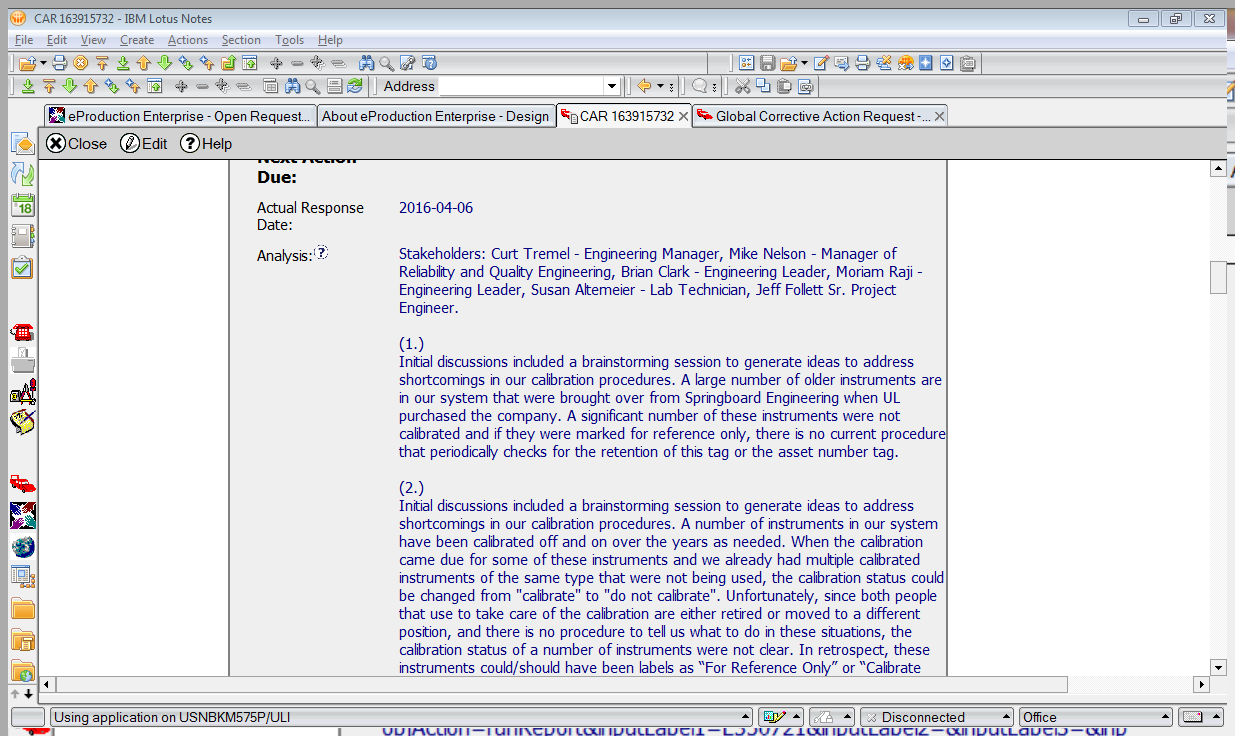 CAR 163915732 - IBM Lotus Notes
File Edit View Create Actions Section Tools Help
Address
eProduction Enterprise - Open Request...
About eProduction Enterprise - Design
CAR 163915732
Global Corrective Action Request -...
18
Close Edit Help
Next Action
Due:
Actual Response
Date:
2016-04-06
Analysis:
Stakeholders: Curt Tremel - Engineering Manager, Mike Nelson - Manager of
Reliability and Quality Engineering, Brian Clark - Engineering Leader, Moriam Raji -
Engineering Leader, Susan Altemeier - Lab Technician, Jeff Follett Sr. Project
Engineer.
(1.)
Initial discussions included a brainstorming session to generate ideas to address
shortcomings in our calibration procedures. A large number of older instruments are
in our system that were brought over from Springboard Engineering when UL
purchased the company. A significant number of these instruments were not
calibrated and if they were marked for reference only, there is no current procedure
that periodically checks for the retention of this tag or the asset number tag.
(2.)
Initial discussions included a brainstorming session to generate ideas to address
shortcomings in our calibration procedures. A number of instruments in our system
have been calibrated off and on over the years as needed. When the calibration
came due for some of these instruments and we already had multiple calibrated
instruments of the same type that were not being used, the calibration status could
be changed from "calibrate" to "do not calibrate". Unfortunately, since both people
that use to take care of the calibration are either retired or moved to a different
position, and there is no procedure to tell us what to do in these situations, the
calibration status of a number of instruments were not clear. In retrospect, these
instruments could/should have been labels as “For Reference Only” or “Calibrate
Using application on USNBKM575P/ULI
Disconnected
Office